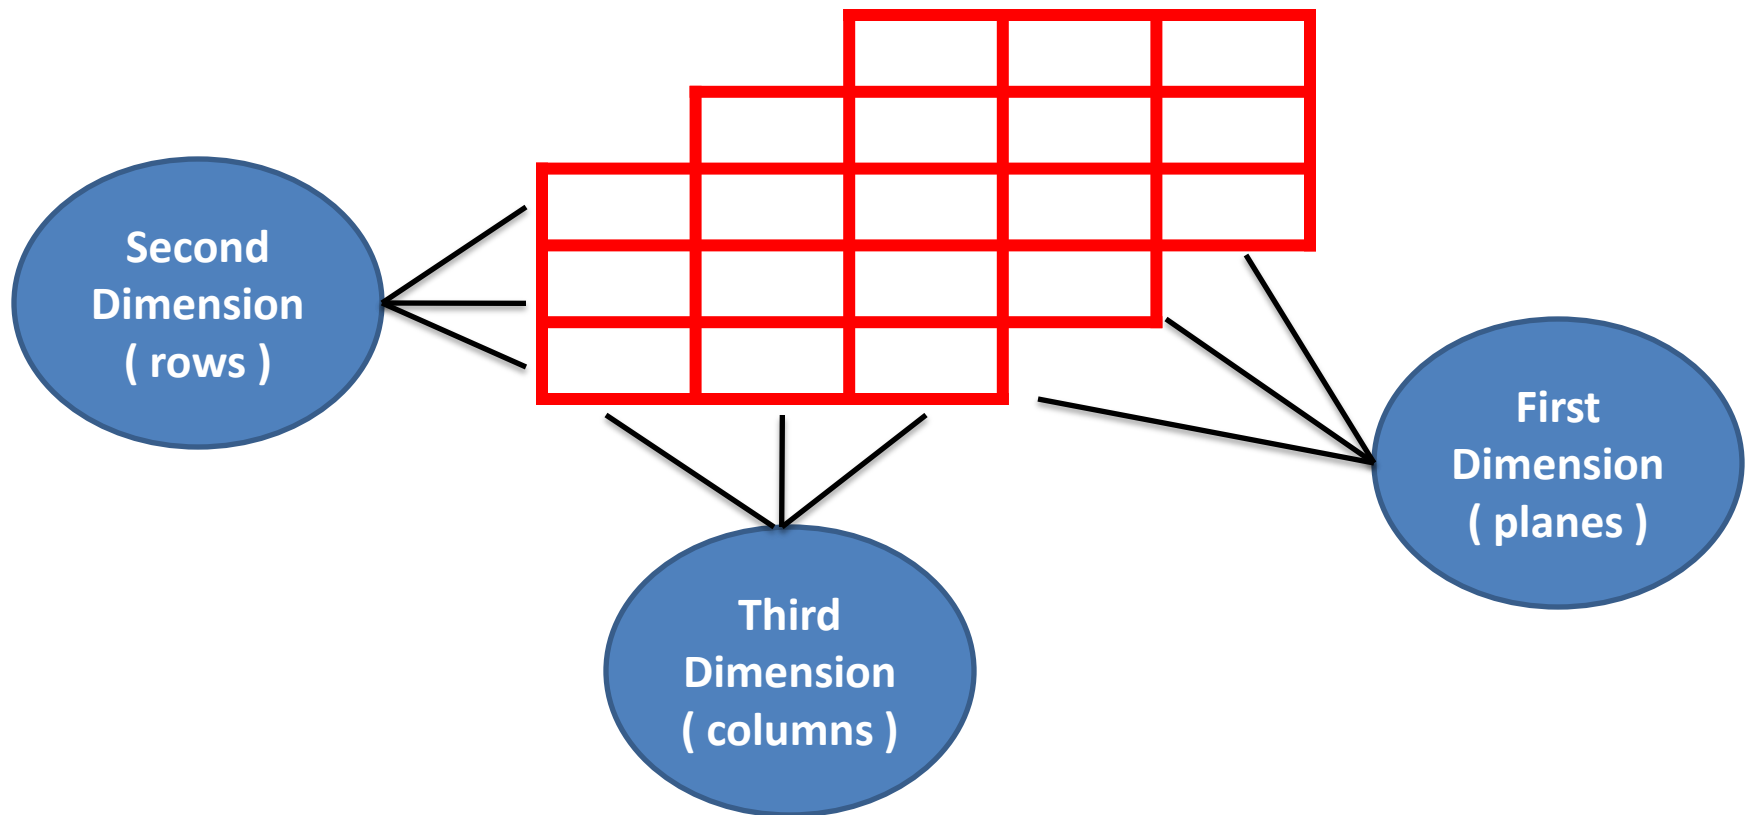 Second
Dimension
( rows )
Third
Dimension
( columns )
First
Dimension
( planes )